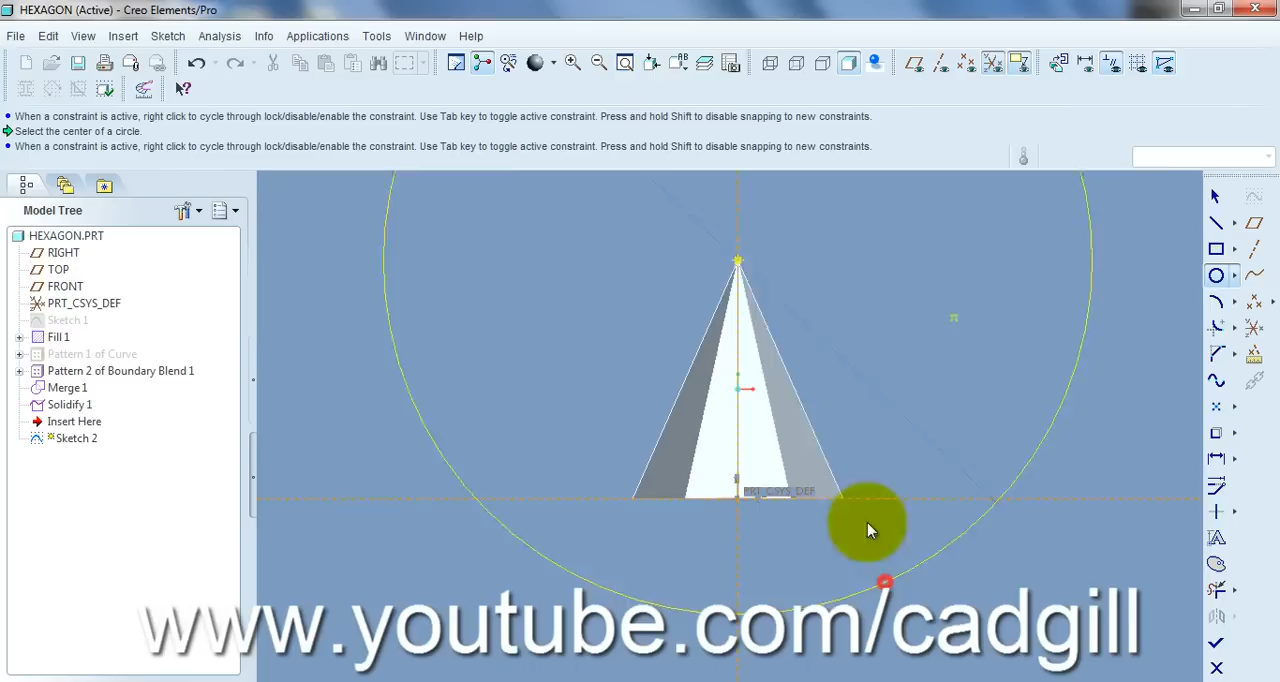 HEXAGON (Active) - Creo Elements/Pro
File Edit View Insert Sketch Analysis Info Applications Tools Window Help
When a constraint is active, right click to cycle through lock/disable/enable the constraint. Use Tab key to toggle active constraint. Press and hold Shift to disable snapping to new constraints.
Select the center of a circle.
When a constraint is active, right click to cycle through lock/disable/enable the constraint. Use Tab key to toggle active constraint. Press and hold Shift to disable snapping to new constraints.
Model Tree
HEXAGON.PRT
RIGHT
TOP
FRONT
PRT_CSYS_DEF
Sketch 1
Fill 1
Pattern 1 of Curve
Pattern 2 of Boundary Blend 1
Merge 1
Solidify 1
Insert Here
Sketch 2
PRT_CSYS_DEF
www.youtube.com/cadgill